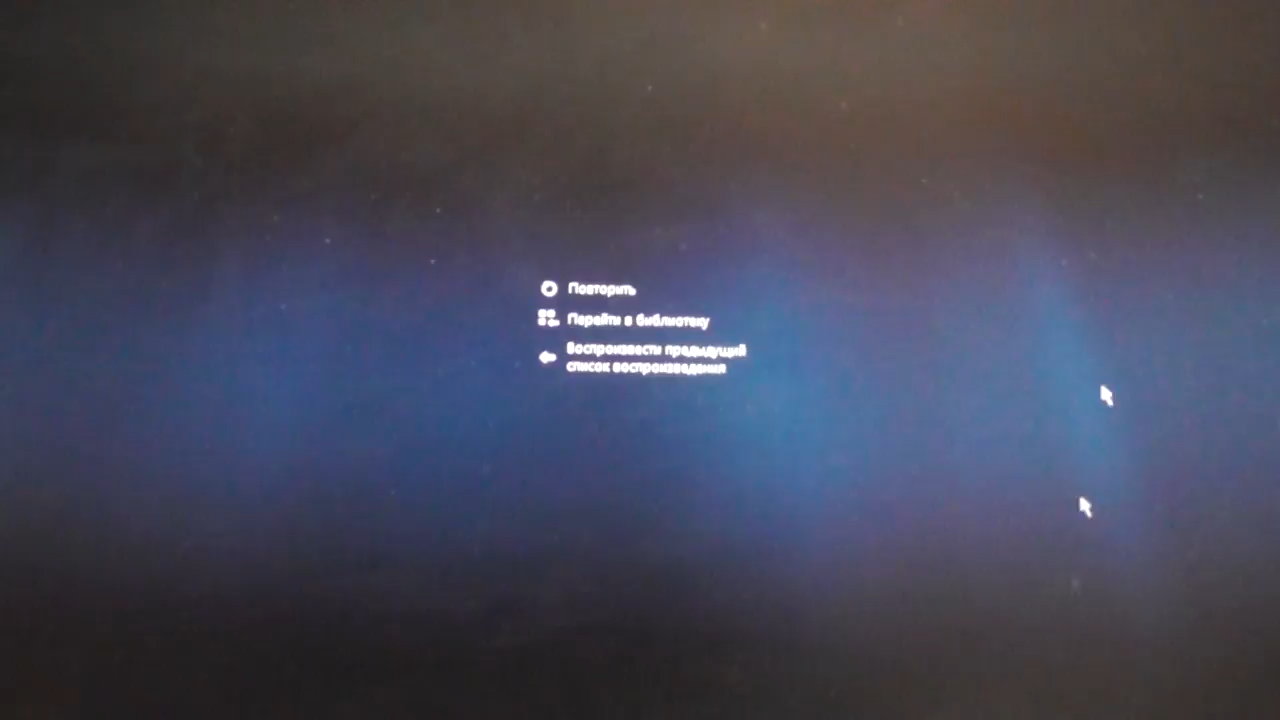 Повторить
Перейти в библиотеку
Воспроизвести предыдущий
список воспроизведения